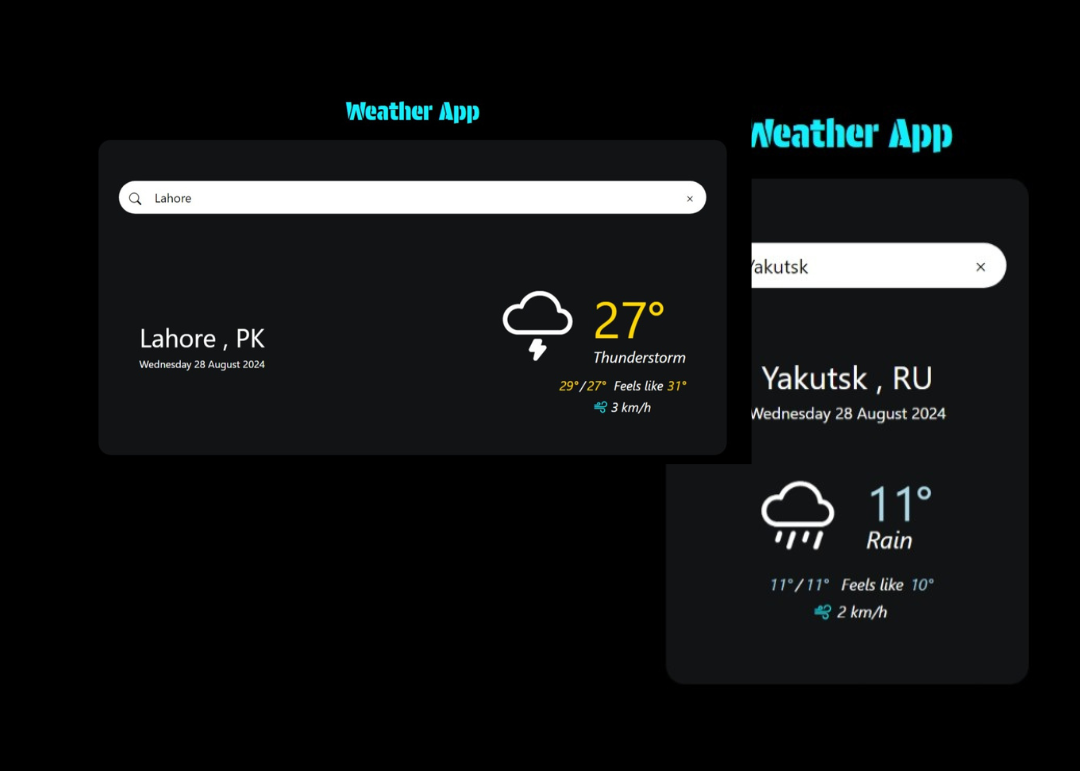 Weather App
Lahore ×
Lahore , PK
Wednesday 28 August 2024
27°
Thunderstorm
29°/27° Feels like 31°
3 km/h
Weather App
Yakutsk ×
Yakutsk , RU
Wednesday 28 August 2024
11°
Rain
11°/11° Feels like 10°
2 km/h